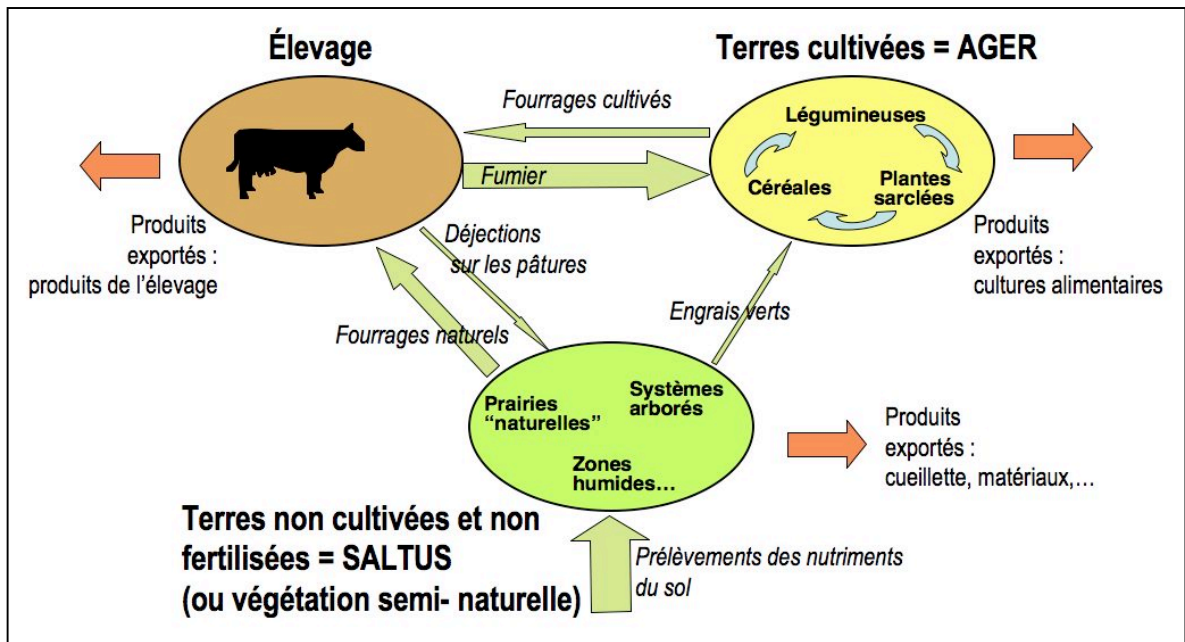 Élevage
Terres cultivées = AGER
Fourrages cultivés
Légumineuses
Fumier
Céréales
Plantes
sarclées
Produits
exportés :
produits de l’élevage
Déjections
sur les pâtures
Produits
exportés :
cultures alimentaires
Engrais verts
Fourrages naturels
Prairies
“naturelles”
Systèmes
arborés
Zones
humides…
Produits
exportés :
cueillette, matériaux,…
Terres non cultivées et non
fertilisées = SALTUS
(ou végétation semi- naturelle)
Prélèvements des nutriments
du sol